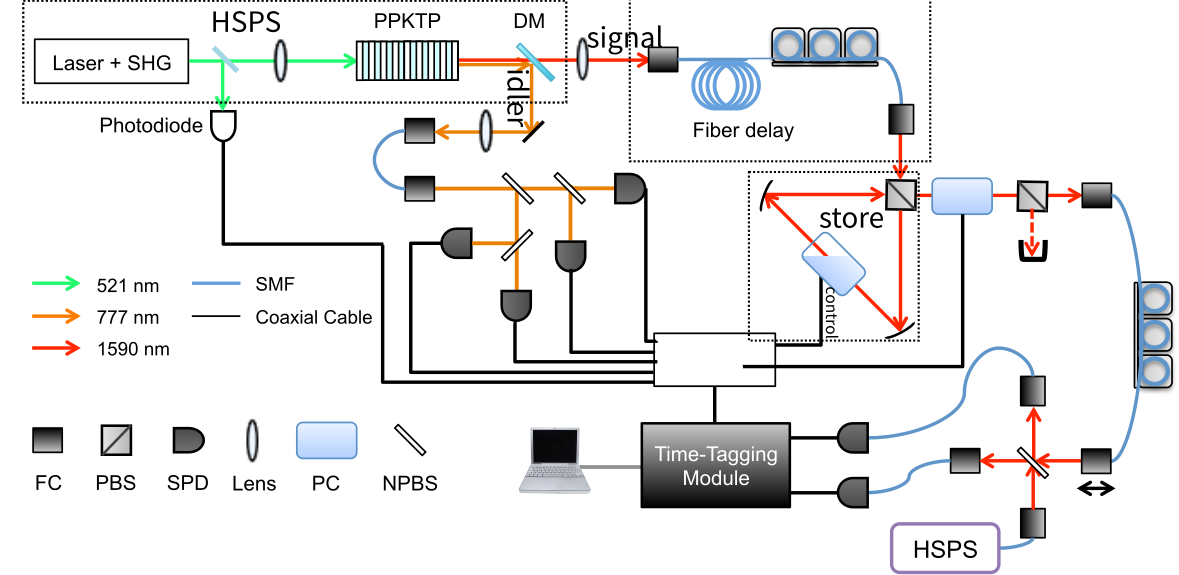 HSPS
PPKTP
DM
Laser + SHG
signal
idler
Photodiode
Fiber delay
store
control
521 nm
SMF
777 nm
Coaxial Cable
1590 nm
Time-Tagging
Module
FC
PBS
SPD
Lens
PC
NPBS
HSPS